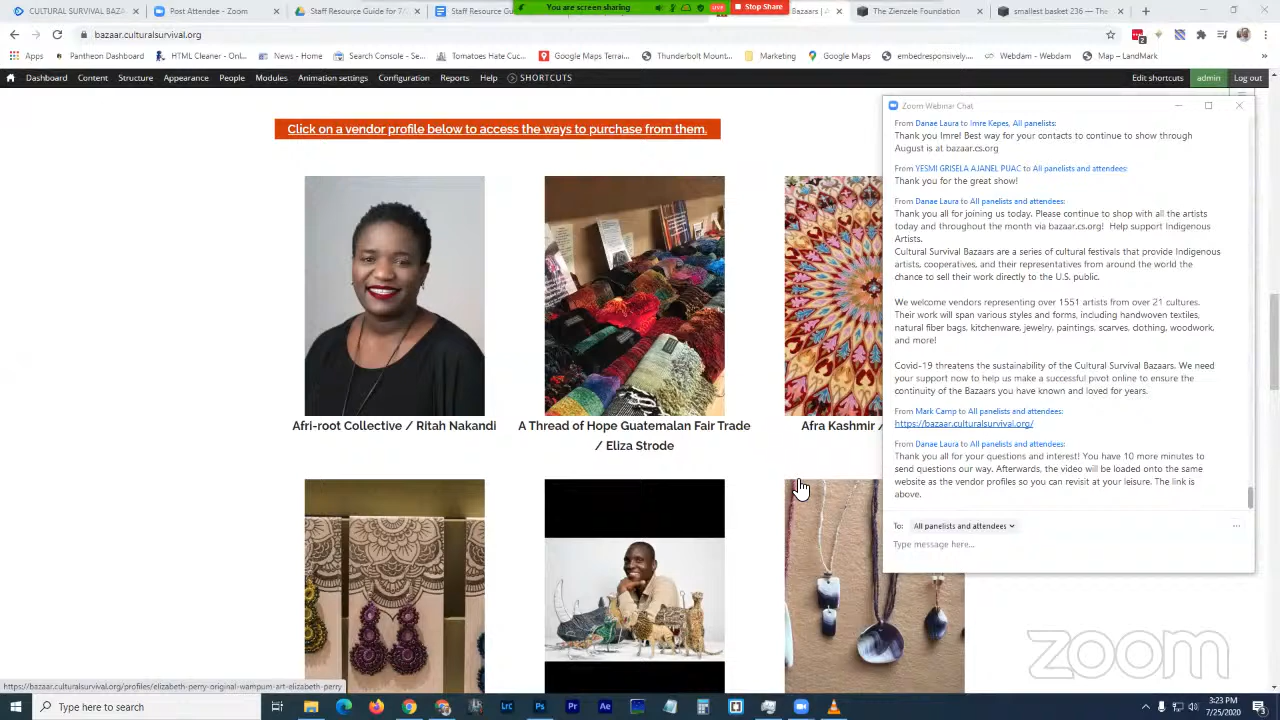 CULTURAL SURVIVAL BAZA
Post Attendee - Zoom
Staff Resource Guide for 7/
Staff Resource Guid
You are screen sharing
LIVE
Stop Share
Bazaars | A
The Zienzele Foundation
smallest basket 236 — The
bazaar.culturalsurvival.org
Apps
Pantheon Dashboard
HTML Cleaner - Onl...
News - Home
Search Console - Se...
Tomatoes Hate Cuc...
Google Maps Terrai...
Thunderbolt Mount...
Marketing
Google Maps
embedresponsively...
Webdam - Webdam
Map – LandMark
Dashboard
Content
Structure
Appearance
People
Modules
Animation settings
Configuration
Reports
Help
SHORTCUTS
Edit shortcuts
admin
Log out
Click on a vendor profile below to access the ways to purchase from them.
Afri-root Collective / Ritah Nakandi
A Thread of Hope Guatemalan Fair Trade
/ Eliza Strode
Afra Kashmir /
Zoom Webinar Chat
From Danae Laura to Imre Kepes, All panelists:
Thank you Imre! Best way for your contacts to continue to show through
August is at bazaar.cs.org
From YESMI GRISELA AJANEL PIJAC to All panelists and attendees:
Thank you for the great show!
From Danae Laura to All panelists and attendees:
Thank you all for joining us today. Please continue to shop with all the artists
today and throughout the month via bazaar.cs.org! Help support Indigenous
Artists.
Cultural Survival Bazaars are a series of cultural festivals that provide Indigenous
artists, cooperatives, and their representatives from around the world the
chance to sell their work directly to the U.S. public.
We welcome vendors representing over 1551 artists from over 21 cultures.
Their work will span various styles and forms, including handwoven textiles,
natural fiber bags, kitchenware, jewelry, paintings, scarves, clothing, woodwork,
and more!
Covid-19 threatens the sustainability of the Cultural Survival Bazaars. We need
your support now to help us make a successful pivot online to ensure the
continuity of the Bazaars you have known and loved for years.
From Mark Camp to All panelists and attendees:
https://bazaar.culturalsurvival.org/
From Danae Laura to All panelists and attendees:
Thank you all for your questions and interest! You have 10 more minutes to
send questions our way. Afterwards, the video will be loaded onto the same
website as the vendor profiles so you can revisit at your leisure. The link is
above.
To: All panelists and attendees
Type message here...
zoom
https://bazaar.culturalsurvival.org/profiles/elizabeth-perry-original-wampum-art-elizabeth-perry
Type here to search
LrC
Ps
Pr
Ae
3:23 PM
7/25/2020